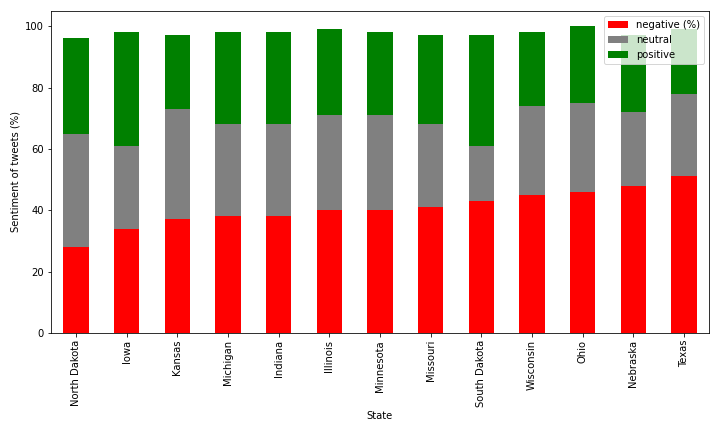 negative (%)
neutral
positive
Sentiment of tweets (%)
100
80
60
40
20
0
North Dakota
Iowa
Kansas
Michigan
Indiana
Illinois
Minnesota
Missouri
South Dakota
Wisconsin
Ohio
Nebraska
Texas
State